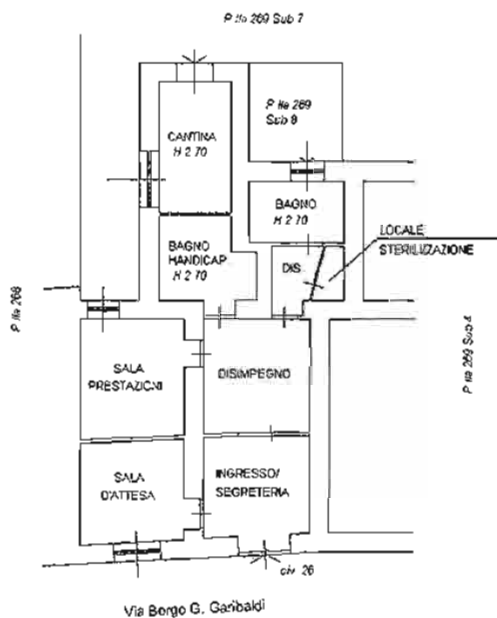 P lla 269 Sub 7
P lla 269
Sub 8
CANTINA
H 2.70
BAGNO
H 2.70
LOCALE
STERILIZZAZIONE
BAGNO
HANDICAP
H 2.70
DIS.
P lla 268
P lla 269 Sub 4
SALA
PRESTAZIONI
DISIMPEGNO
SALA
D'ATTESA
INGRESSO/
SEGRETERIA
civ. 26
Via Borgo G. Garibaldi